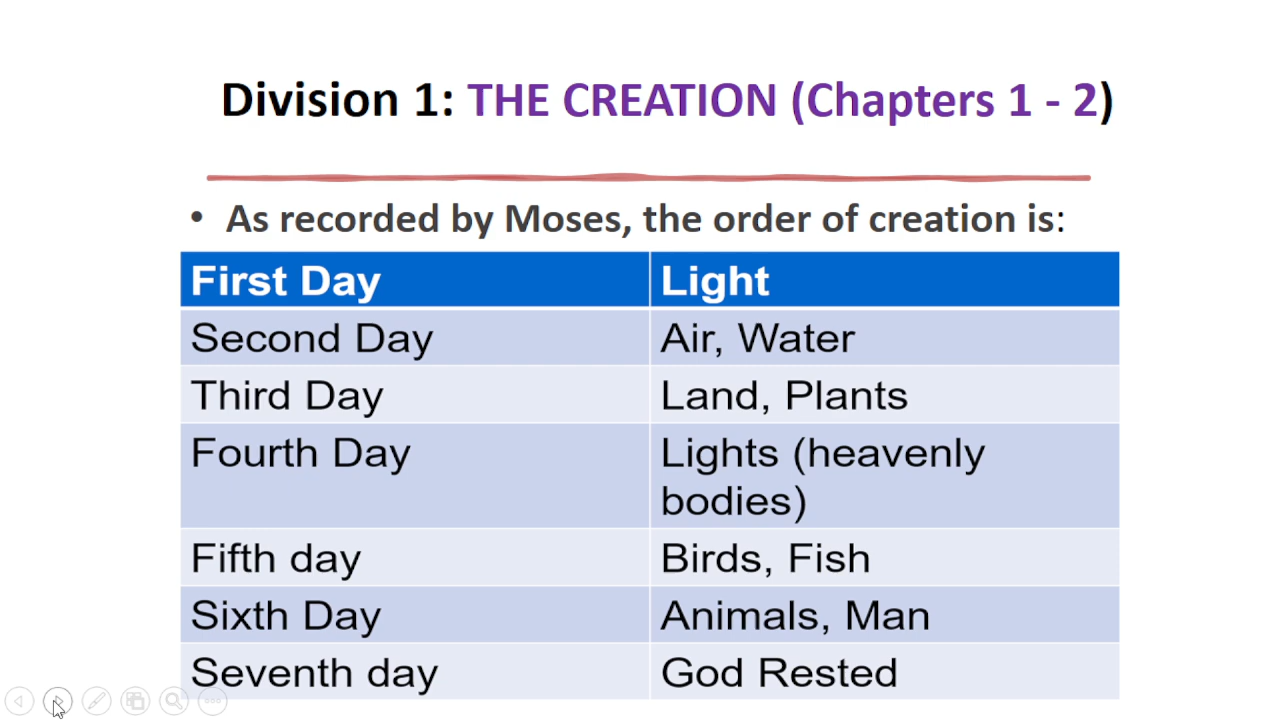 Division 1: THE CREATION (Chapters 1 - 2)
• As recorded by Moses, the order of creation is:
First Day Light
Second Day Air, Water
Third Day Land, Plants
Fourth Day Lights (heavenly
bodies)
Fifth day Birds, Fish
Sixth Day Animals, Man
Seventh day God Rested